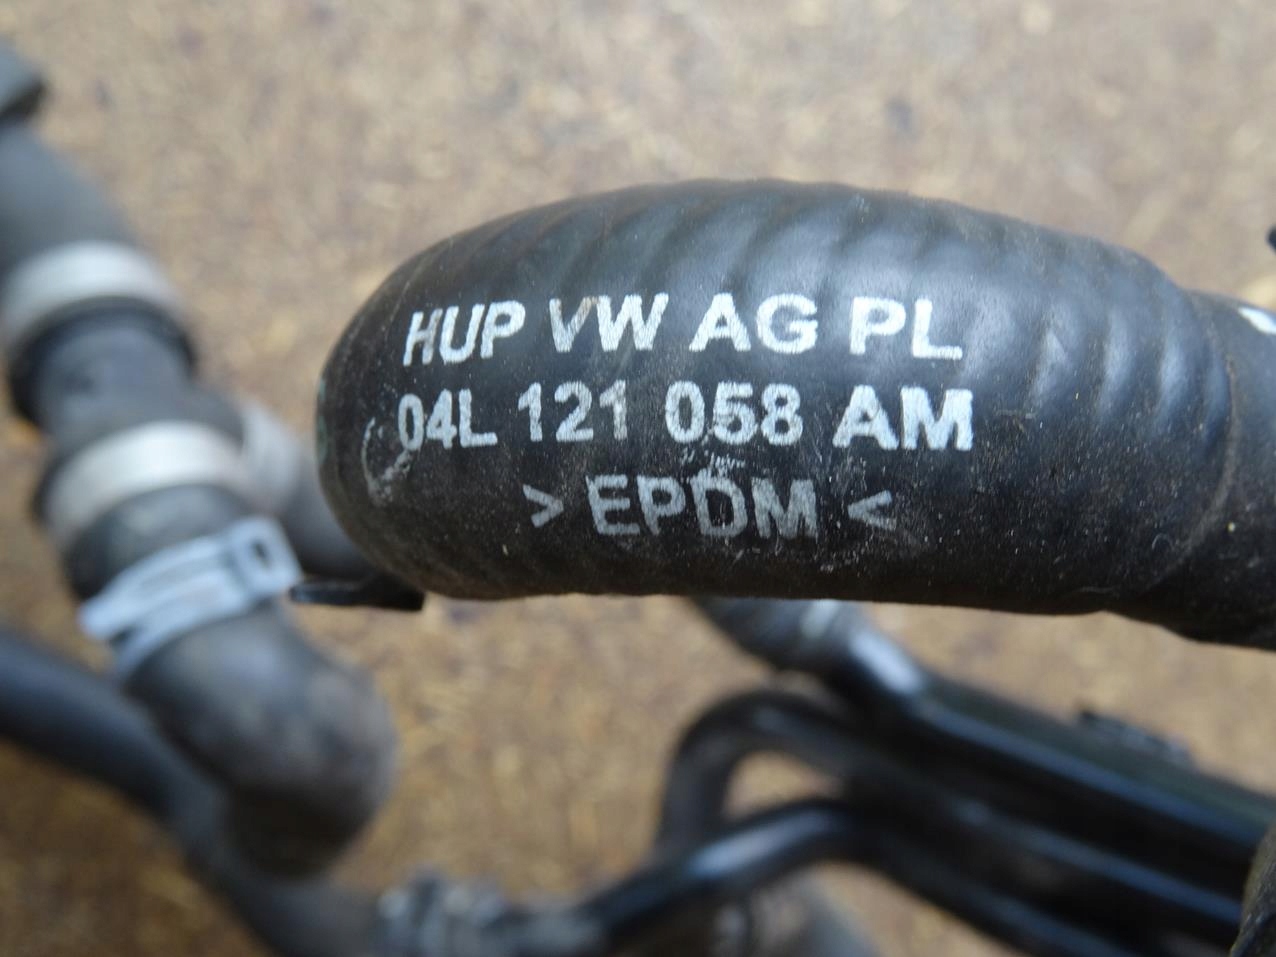 HUP VW AG PL
04L 121 058 AM
> EPDM <